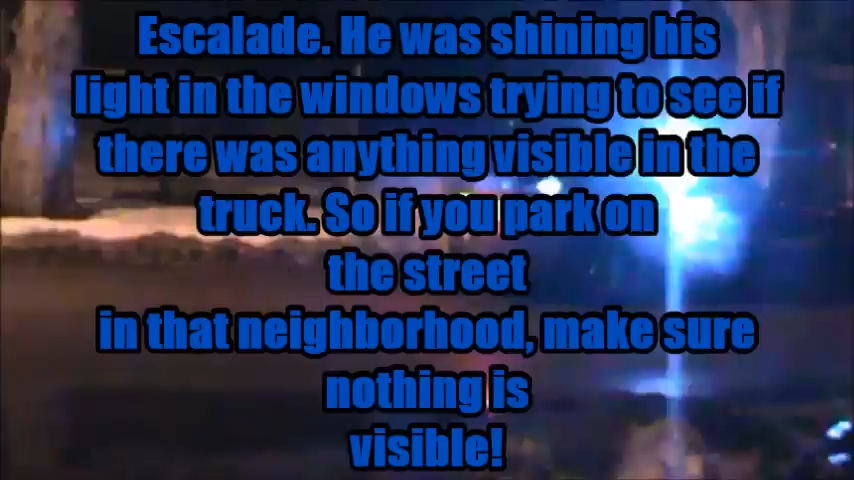 Escalade. He was shining his
light in the windows trying to see if
there was anything visible in the
truck. So if you park on
the street
in that neighborhood, make sure
nothing is
visible!